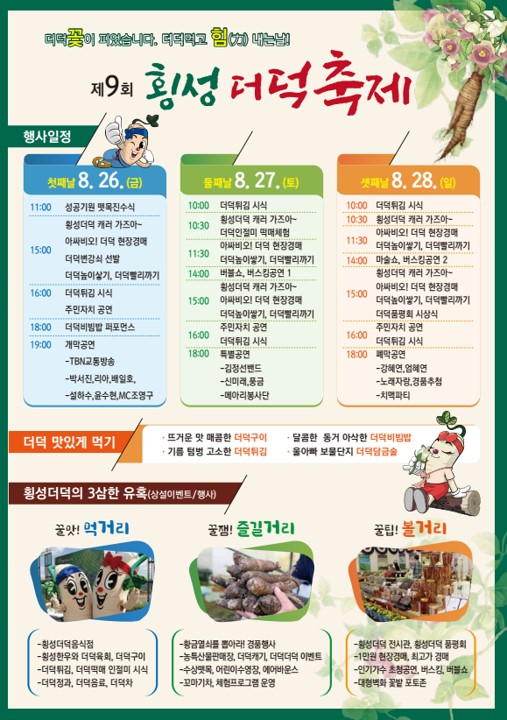 더덕꽃이 피었습니다. 더덕먹고 힘(力) 내는날!
제9회 횡성 더덕축제
행사일정
첫째날 8. 26. (금)
11:00 성공기원 뗏목진수식
15:00 횡성더덕 캐러 가즈아~
아싸비오! 더덕 현장경매
더덕변강쇠 선발
더덕높이쌓기, 더덕빨리까기
16:00 더덕튀김 시식
주민자치 공연
18:00 더덕비빔밥 퍼포먼스
19:00 개막공연
-TBN교통방송
-박서진,리아,배일호,
-설하수,윤수현,MC조영구
둘째날 8. 27. (토)
10:00 더덕튀김 시식
10:30 횡성더덕 캐러 가즈아~
더덕인절미 떡매체험
11:30 아싸비오! 더덕 현장경매
더덕높이쌓기, 더덕빨리까기
14:00 버블쇼, 버스킹공연 1
15:00 횡성더덕 캐러 가즈아~
아싸비오! 더덕 현장경매
더덕높이쌓기, 더덕빨리까기
16:00 주민자치 공연
더덕튀김 시식
18:00 특별공연
-김정선밴드
-신미래,풍금
-메아리봉사단
셋째날 8. 28. (일)
10:00 더덕튀김 시식
10:30 횡성더덕 캐러 가즈아~
11:30 아싸비오! 더덕 현장경매
더덕높이쌓기, 더덕빨리까기
14:00 마술쇼, 버스킹공연 2
15:00 횡성더덕 캐러 가즈아~
아싸비오! 더덕 현장경매
더덕높이쌓기, 더덕빨리까기
더덕품평회 시상식
16:00 주민자치 공연
더덕튀김 시식
18:00 폐막공연
-강혜연,엄혜연
-노래자랑,경품추첨
-치맥파티
더덕 맛있게 먹기
· 뜨거운 맛 매콤한 더덕구이
· 달콤한 동거 아삭한 더덕비빔밥
· 기름 텀벙 고소한 더덕튀김
· 울아빠 보물단지 더덕담금술
횡성더덕의 3삼한 유혹(상설이벤트/행사)
꿀맛! 먹거리
-횡성더덕음식점
-횡성한우와 더덕육회, 더덕구이
-더덕튀김, 더덕떡매 인절미 시식
-더덕정과, 더덕음료, 더덕차
꿀잼! 즐길거리
-황금열쇠를 뽑아라! 경품행사
-농특산물판매장, 더덕캐기, 더덕더덕 이벤트
-수상뗏목, 어린이수영장, 에어바운스
-꼬마기차, 체험프로그램 운영
꿀팁! 볼거리
-횡성더덕 전시관, 횡성더덕 품평회
-1만원 현장경매, 최고가 경매
-인기가수 초청공연, 버스킹, 버블쇼
-대형벽화 꽃밭 포토존